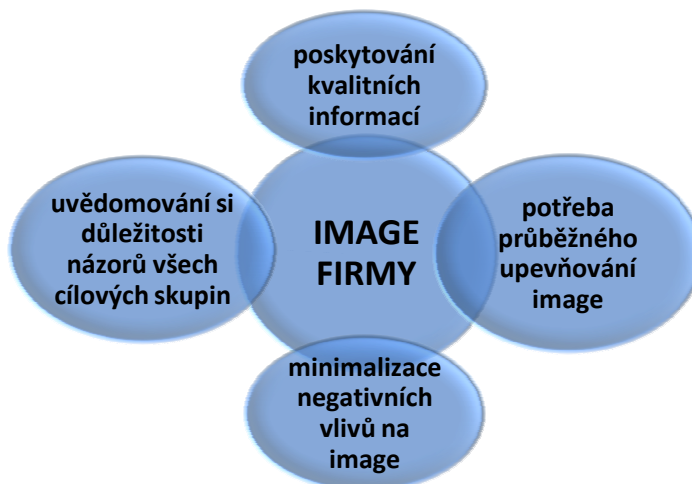 poskytování
kvalitních
informací
uvědomování si
důležitosti
názorů všech
cílových skupin
IMAGE
FIRMY
potřeba
průběžného
upevňování
image
minimalizace
negativních
vlivů na
image